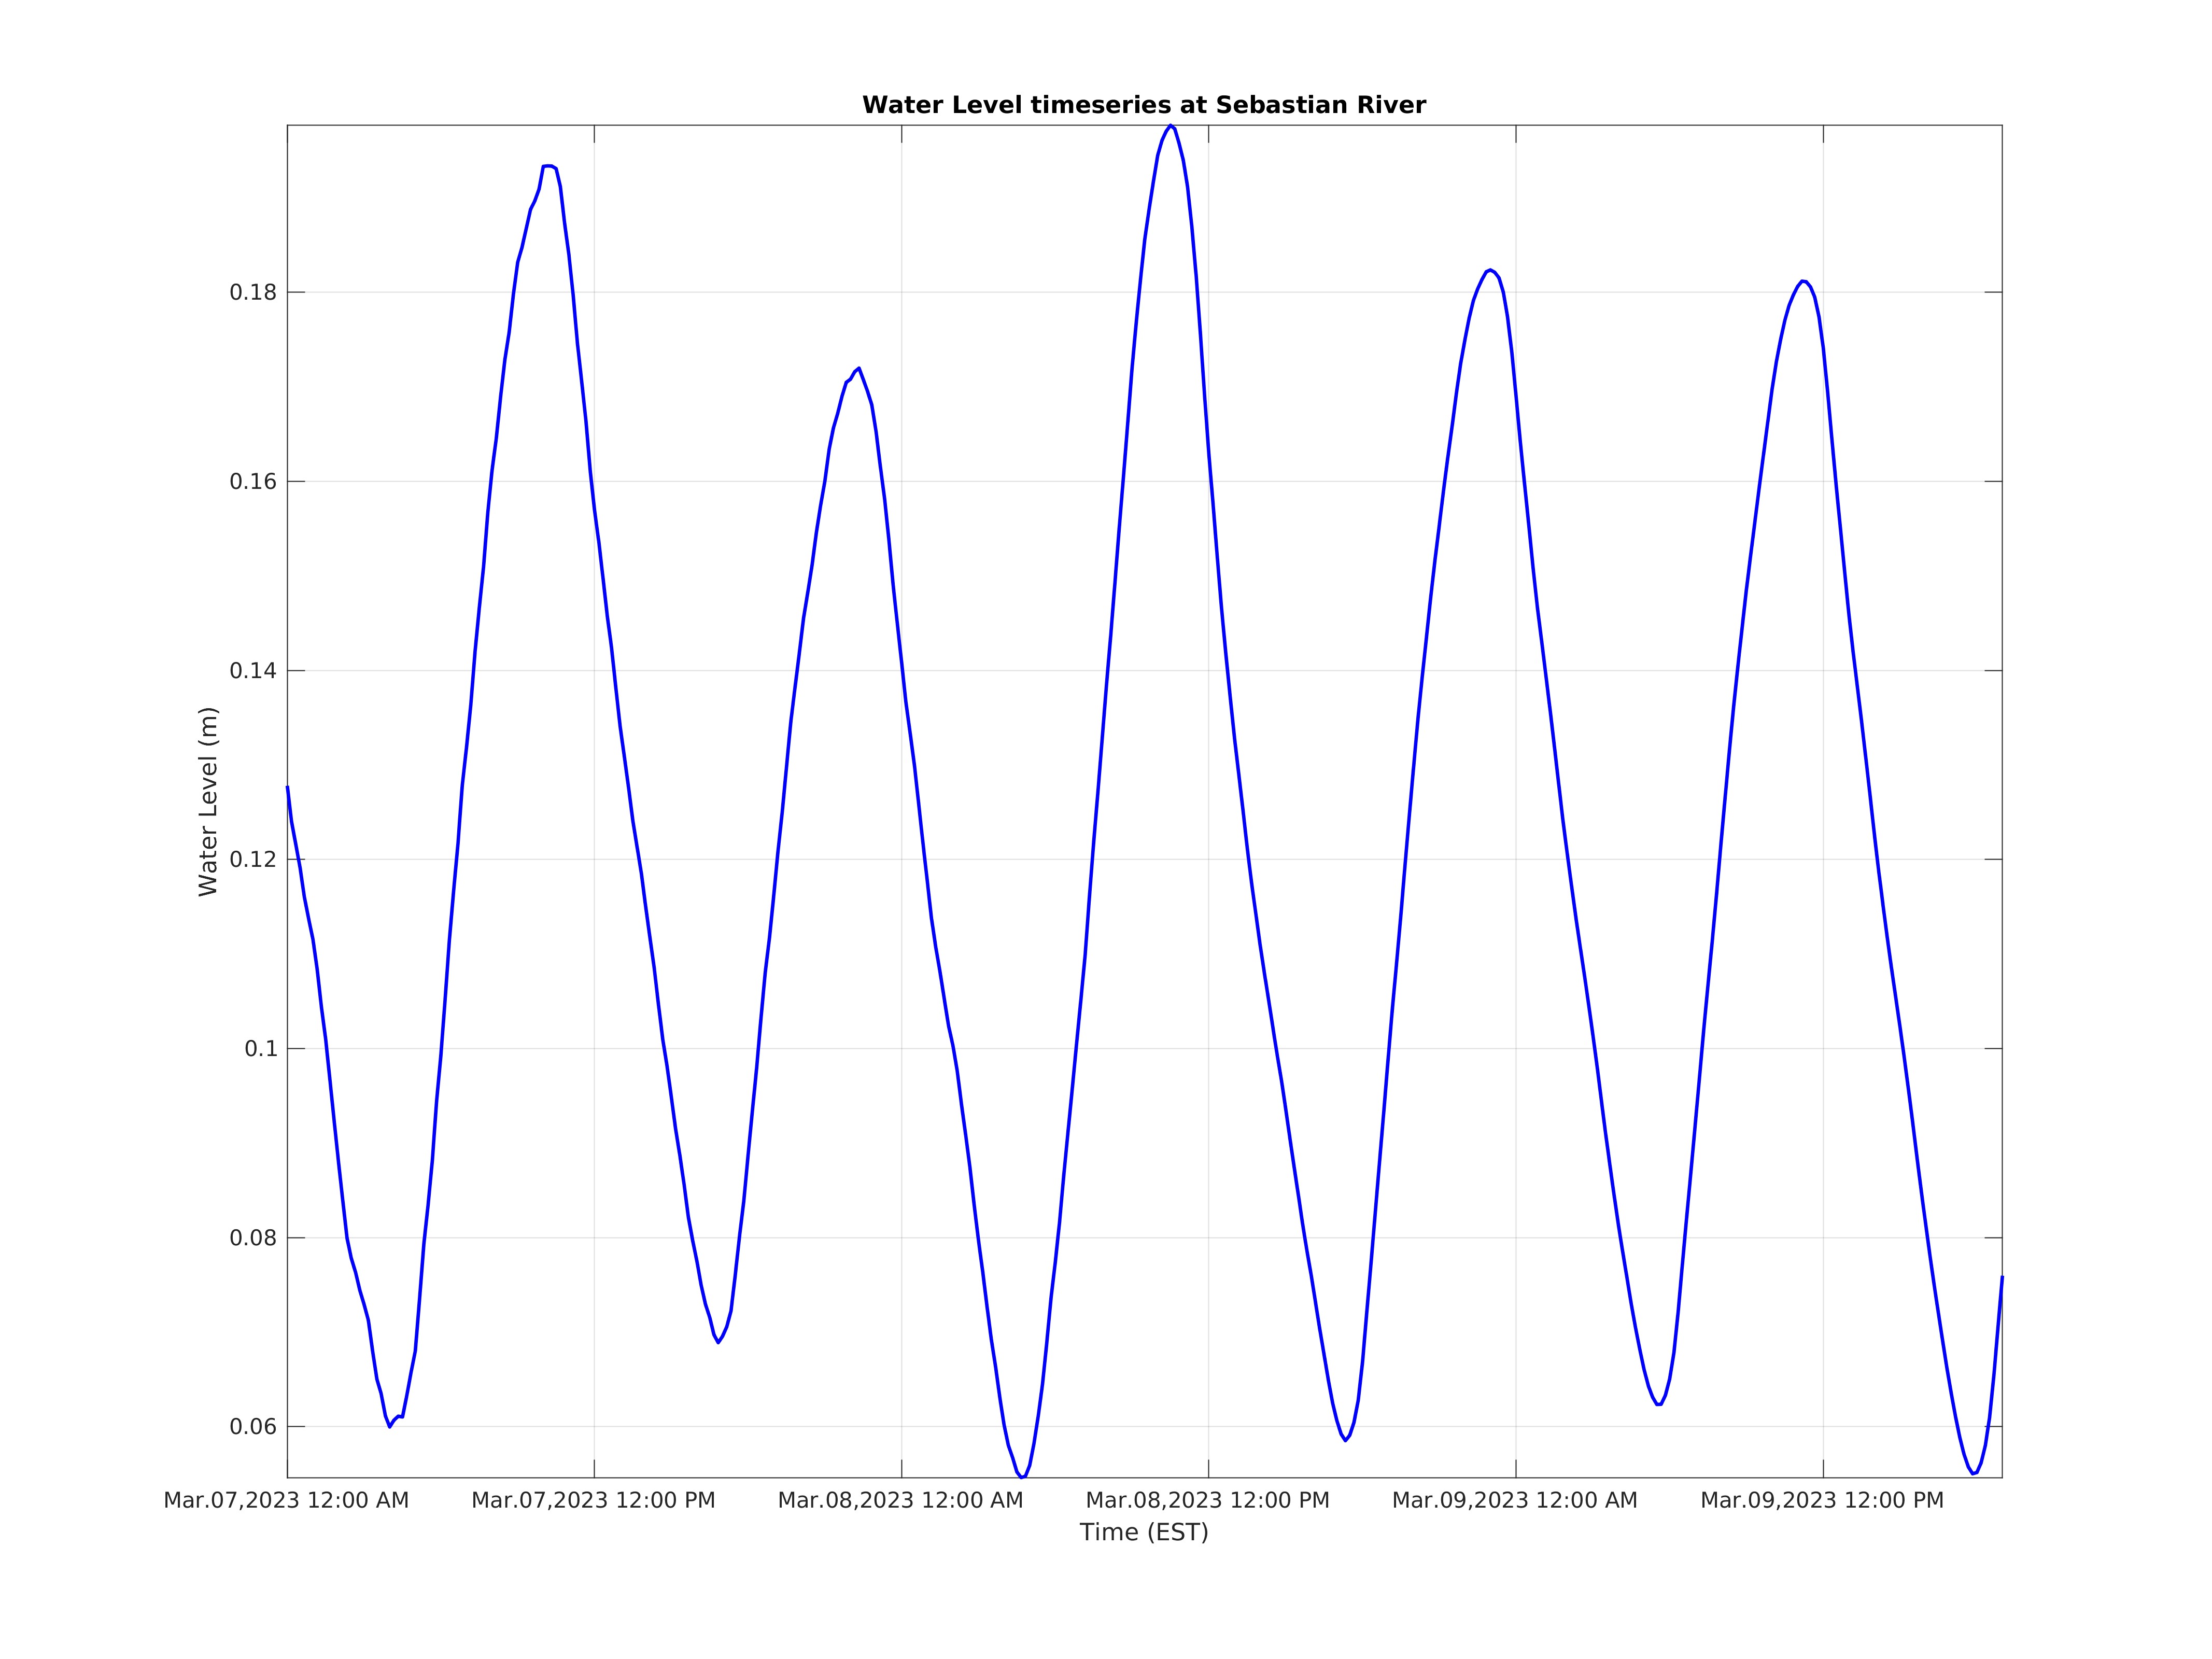 Water Level timeseries at Sebastian River
0.18
0.16
0.14
0.12
0.1
0.08
0.06
Water Level (m)
Mar.07,2023 12:00 AM Mar.07,2023 12:00 PM Mar.08,2023 12:00 AM Mar.08,2023 12:00 PM Mar.09,2023 12:00 AM Mar.09,2023 12:00 PM
Time (EST)